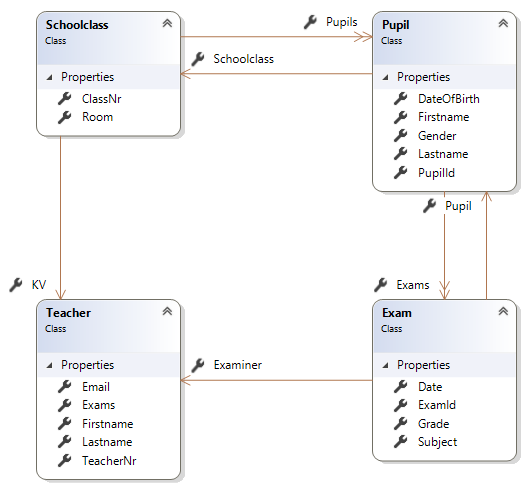 Schoolclass
Class
Properties
ClassNr
Room
Pupils
Schoolclass
Pupil
Class
Properties
DateOfBirth
Firstname
Gender
Lastname
PupilId
Pupil
KV
Exams
Teacher
Class
Properties
Email
Exams
Firstname
Lastname
TeacherNr
Examiner
Exam
Class
Properties
Date
ExamId
Grade
Subject